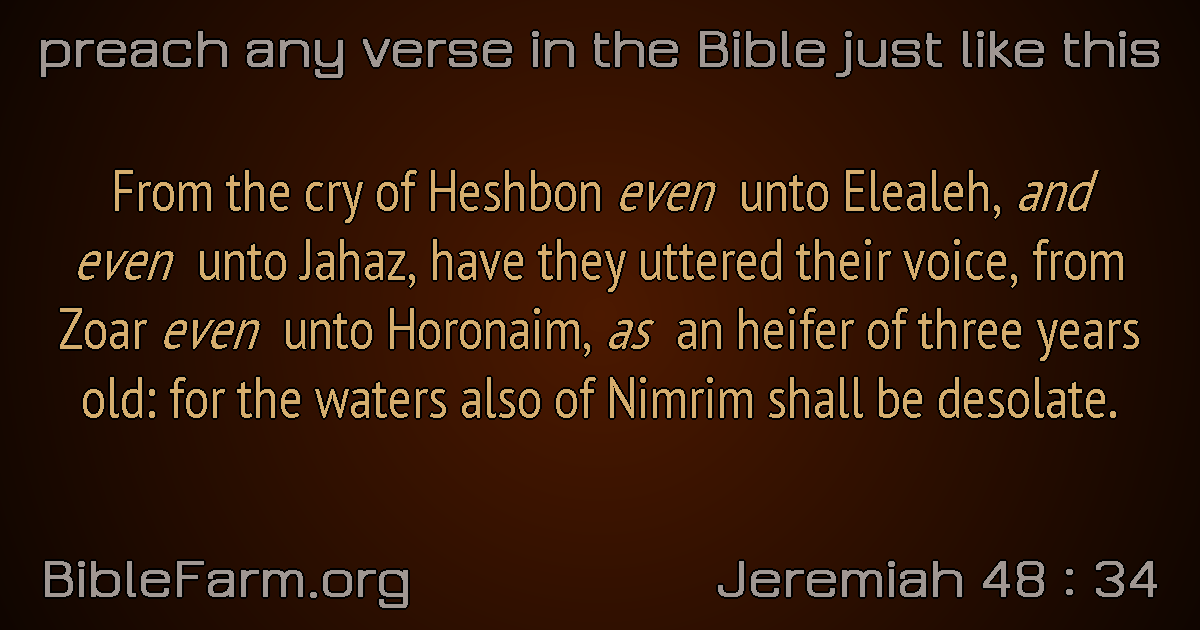 preach any verse in the Bible just like this
From the cry of Heshbon even unto Elealeh, and
even unto Jahaz, have they uttered their voice, from
Zoar even unto Horonaim, as an heifer of three years
old: for the waters also of Nimrim shall be desolate.
BibleFarm.org
Jeremiah 48 : 34